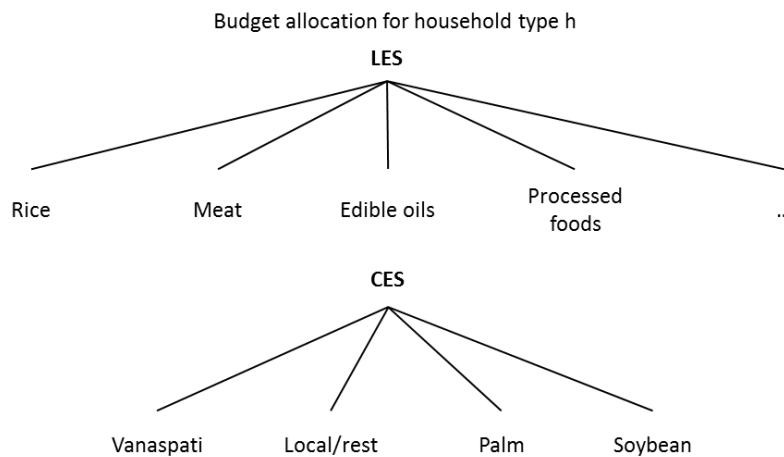 Budget allocation for household type h
LES
Rice
Meat
Edible oils
Processed
foods
..
CES
Vanaspati
Local/rest
Palm
Soybean